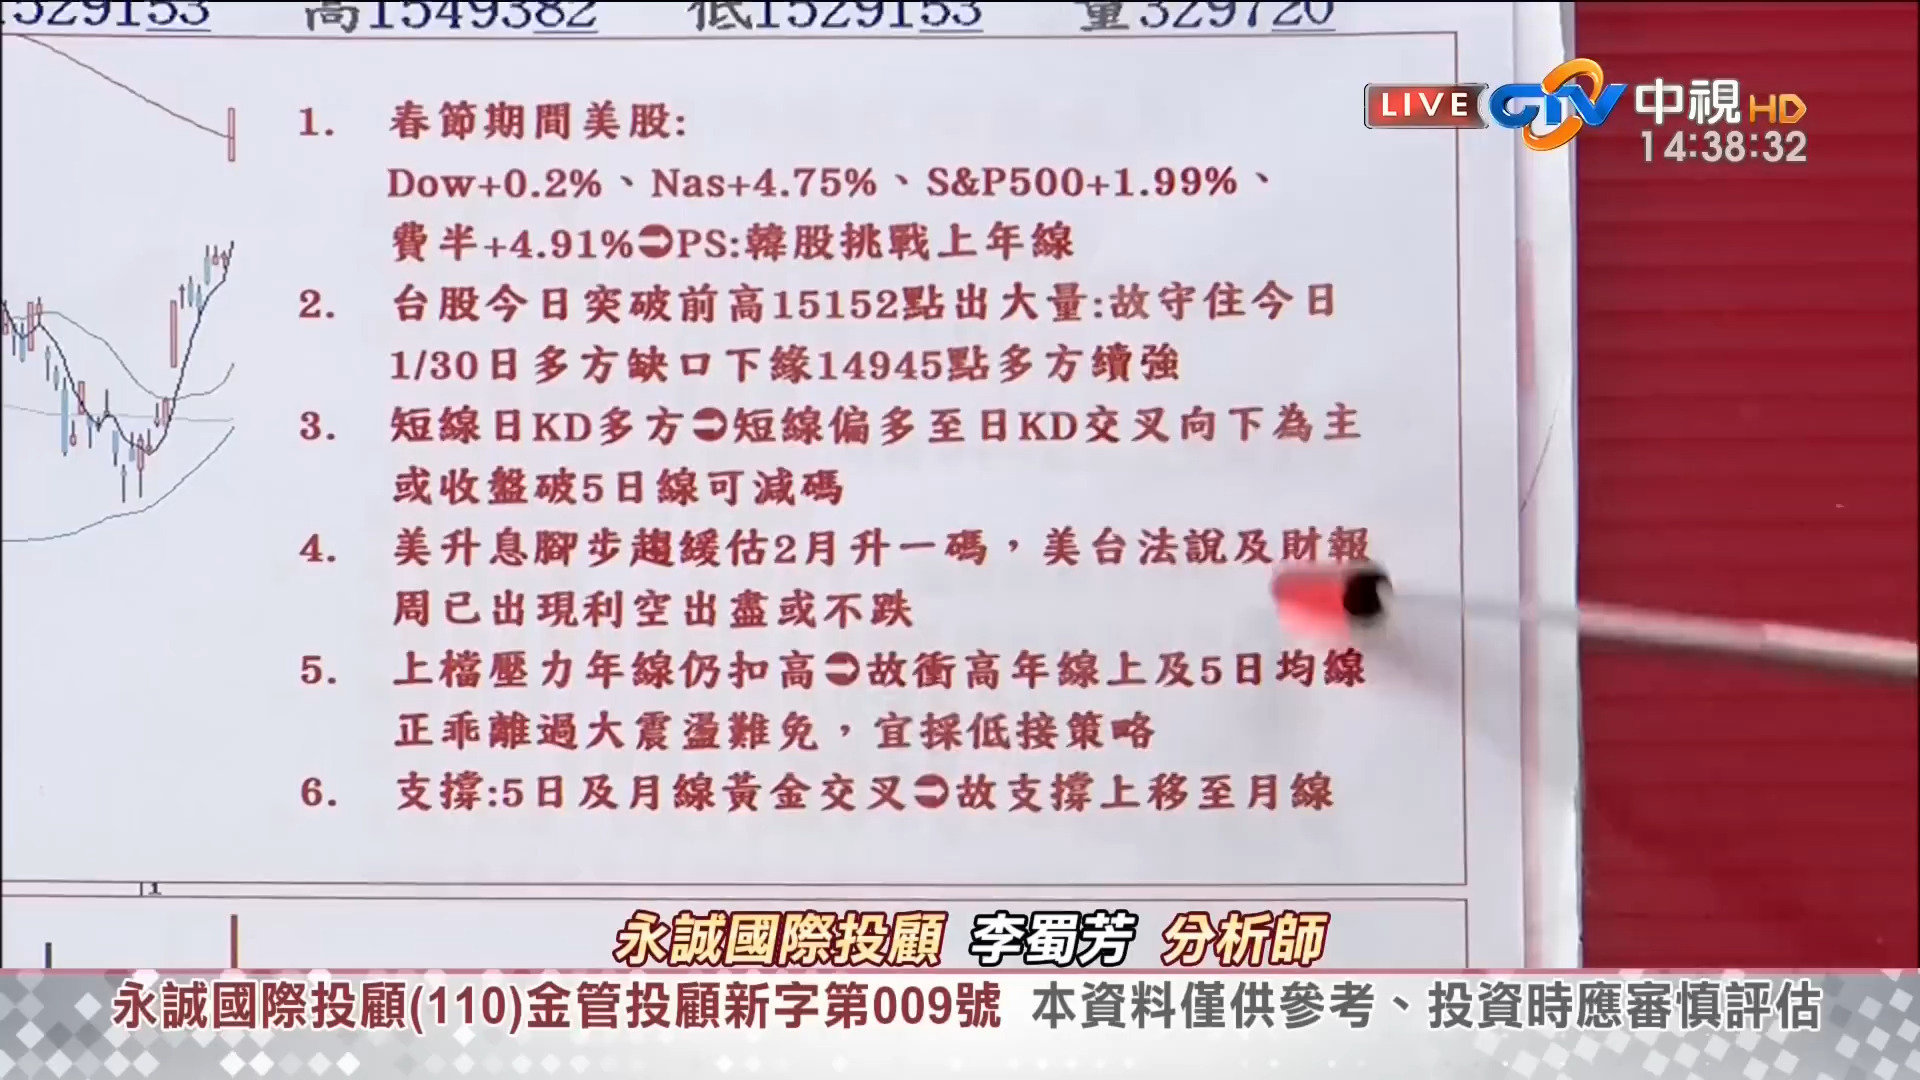 1529153 高1549382 低1529153 量329720
LIVE CTV 中視HD
14:38:32
1. 春節期間美股:
Dow+0.2%、Nas+4.75%、S&P500+1.99%、
費半+4.91%➲PS:韓股挑戰上年線
2. 台股今日突破前高15152點出大量:故守住今日
1/30日多方缺口下緣14945點多方續強
3. 短線日KD多方➲短線偏多至日KD交叉向下為主
或收盤破5日線可減碼
4. 美升息腳步趨緩估2月升一碼，美台法說及財報
周已出現利空出盡或不跌
5. 上檔壓力年線仍扣高➲故衝高年線上及5日均線
正乖離過大震盪難免，宜採低接策略
6. 支撐:5日及月線黃金交叉➲故支撐上移至月線
1
永誠國際投顧 李蜀芳 分析師
永誠國際投顧(110)金管投顧新字第009號 本資料僅供參考、投資時應審慎評估